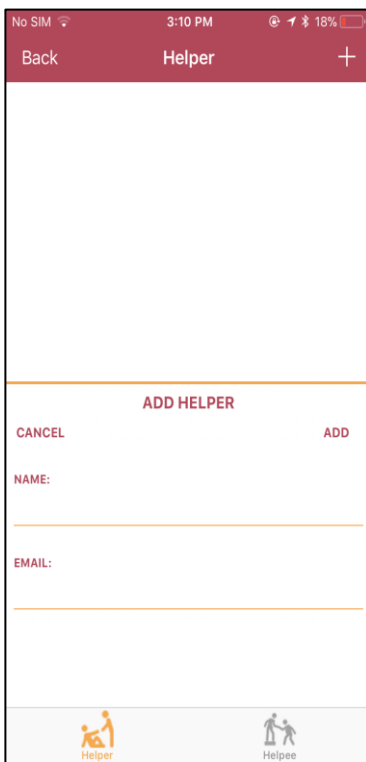 No SIM 3:10 PM 18%
Back Helper +
ADD HELPER
CANCEL ADD
NAME:
EMAIL:
Helper Helpee